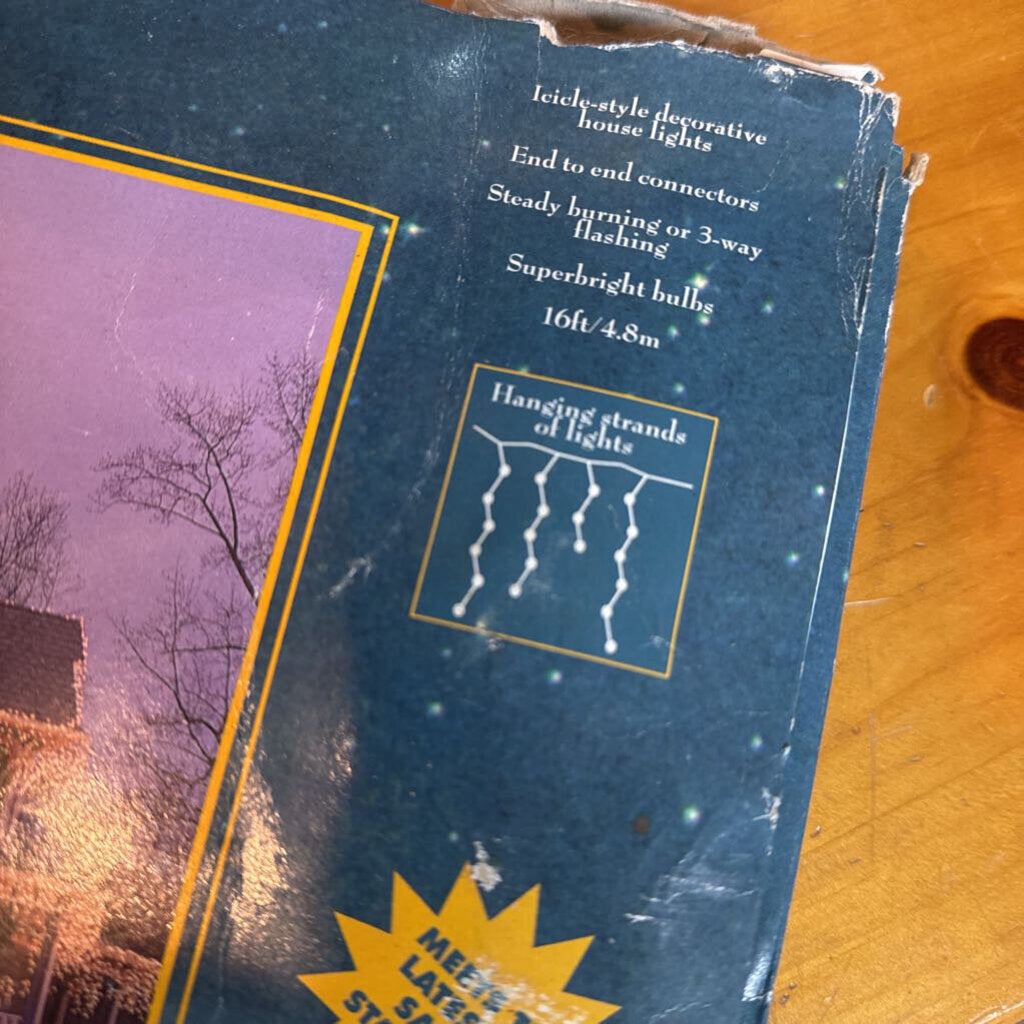 Icicle-style decorative
house lights
End to end connectors
Steady burning or 3-way
flashing
Superbright bulbs
16ft/4.8m
Hanging strands
of lights
MEETS
LATEST